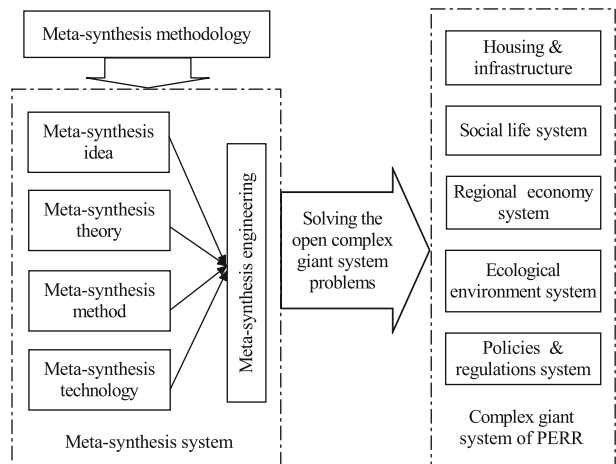 Meta-synthesis methodology
Meta-synthesis
idea
Meta-synthesis
theory
Meta-synthesis
method
Meta-synthesis
technology
Meta-synthesis engineering
Meta-synthesis system
Solving the
open complex
giant system
problems
Housing &
infrastructure
Social life system
Regional economy
system
Ecological
environment system
Policies &
regulations system
Complex giant
system of PERR